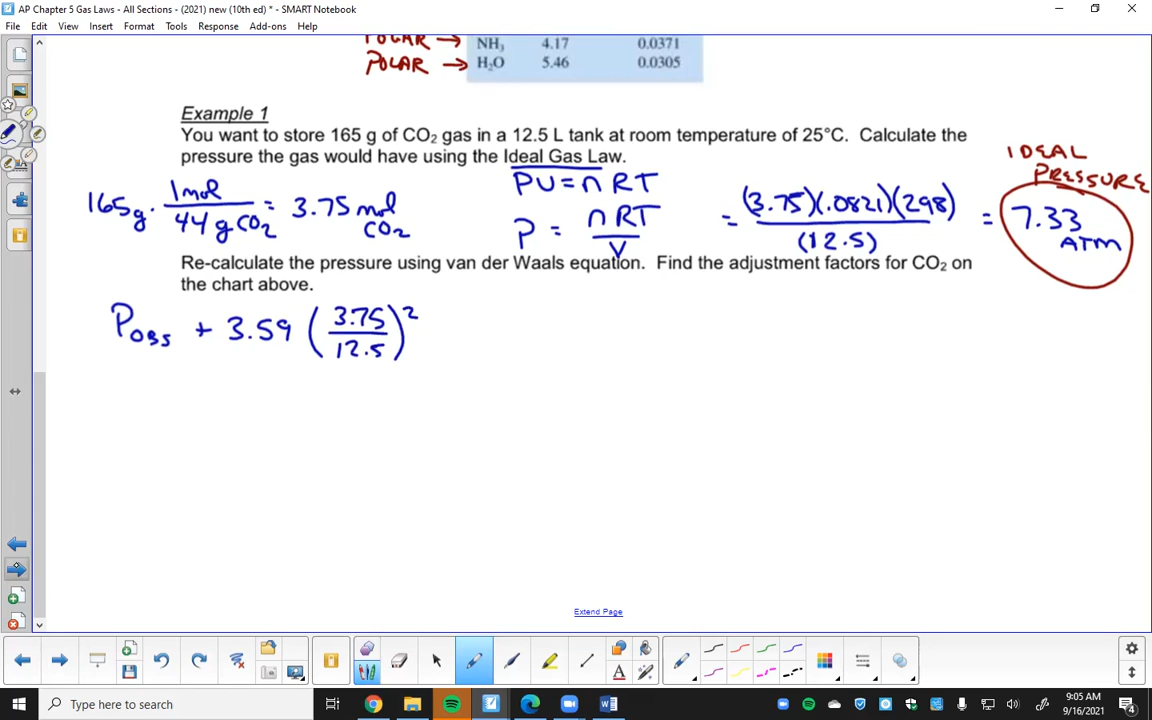 AP Chapter 5 Gas Laws - All Sections - (2021) new (10th ed) * - SMART Notebook
File Edit View Insert Format Tools Response Add-ons Help
POLAR → NH₃ 4.17 0.0371
POLAR → H₂O 5.46 0.0305
Example 1
You want to store 165 g of CO₂ gas in a 12.5 L tank at room temperature of 25°C. Calculate the
pressure the gas would have using the Ideal Gas Law.
IDEAL
PRESSURE
165g · 1mol / 44 g CO₂ = 3.75 mol CO₂
PV = nRT
P = nRT / V
= (3.75)(.0821)(298) / (12.5) = 7.33 ATM
Re-calculate the pressure using van der Waals equation. Find the adjustment factors for CO₂ on
the chart above.
P OBS + 3.59 (3.75 / 12.5)²
Extend Page
Type here to search
9:05 AM
9/16/2021
4